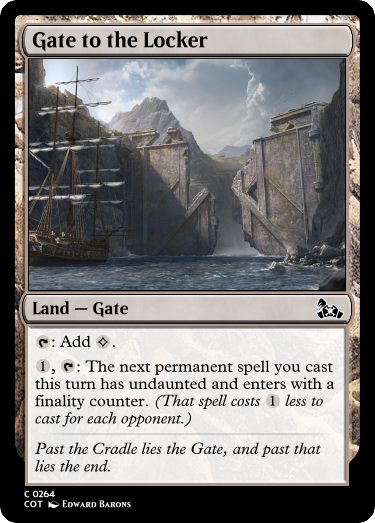 Gate to the Locker
Land — Gate
: Add .
1, : The next permanent spell you cast
this turn has undaunted and enters with a
finality counter. (That spell costs 1 less to
cast for each opponent.)
Past the Cradle lies the Gate, and past that
lies the end.
C 0264
COT Edward Barons